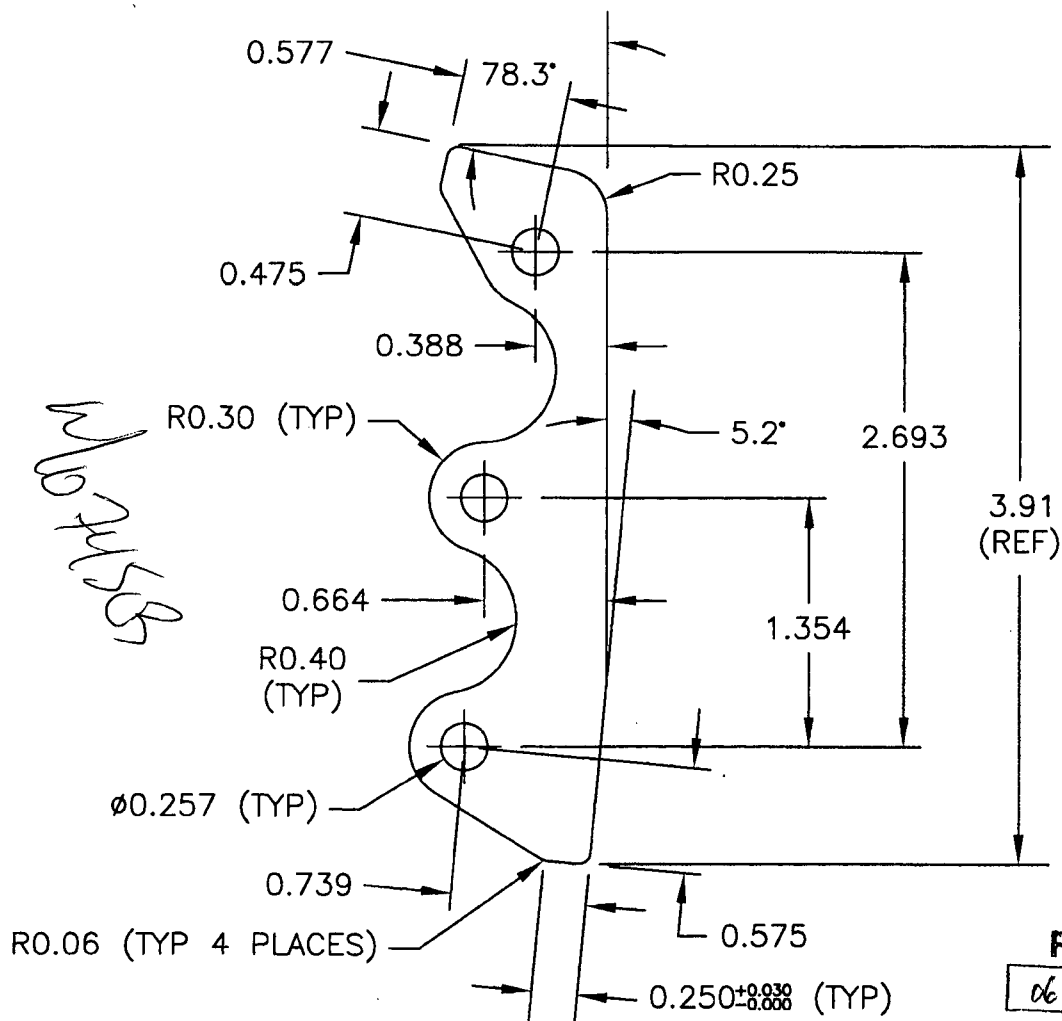 0.577
78.3°
R0.25
0.475
0.388
R0.30 (TYP)
5.2°
2.693
3.91
(REF)
0.664
1.354
R0.40
(TYP)
Ø0.257 (TYP)
0.739
R0.06 (TYP 4 PLACES)
0.575
0.250 +0.030 -0.000 (TYP)
06